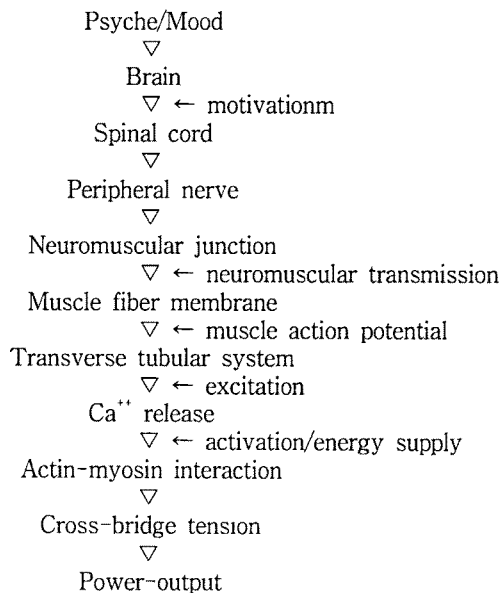 Psyche/Mood
▽
Brain
▽ ← motivationm
Spinal cord
▽
Peripheral nerve
▽
Neuromuscular junction
▽ ← neuromuscular transmission
Muscle fiber membrane
▽ ← muscle action potential
Transverse tubular system
▽ ← excitation
Ca⁺⁺ release
▽ ← activation/energy supply
Actin-myosin interaction
▽
Cross-bridge tension
▽
Power-output